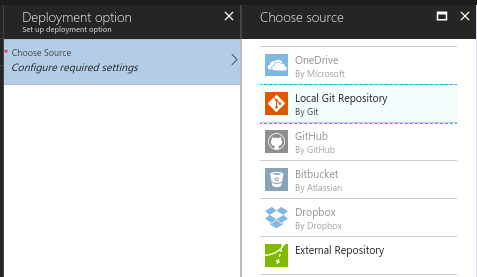 Deployment option
Set up deployment option
* Choose Source
Configure required settings
Choose source
OneDrive
By Microsoft
Local Git Repository
By Git
GitHub
By GitHub
Bitbucket
By Atlassian
Dropbox
By Dropbox
External Repository